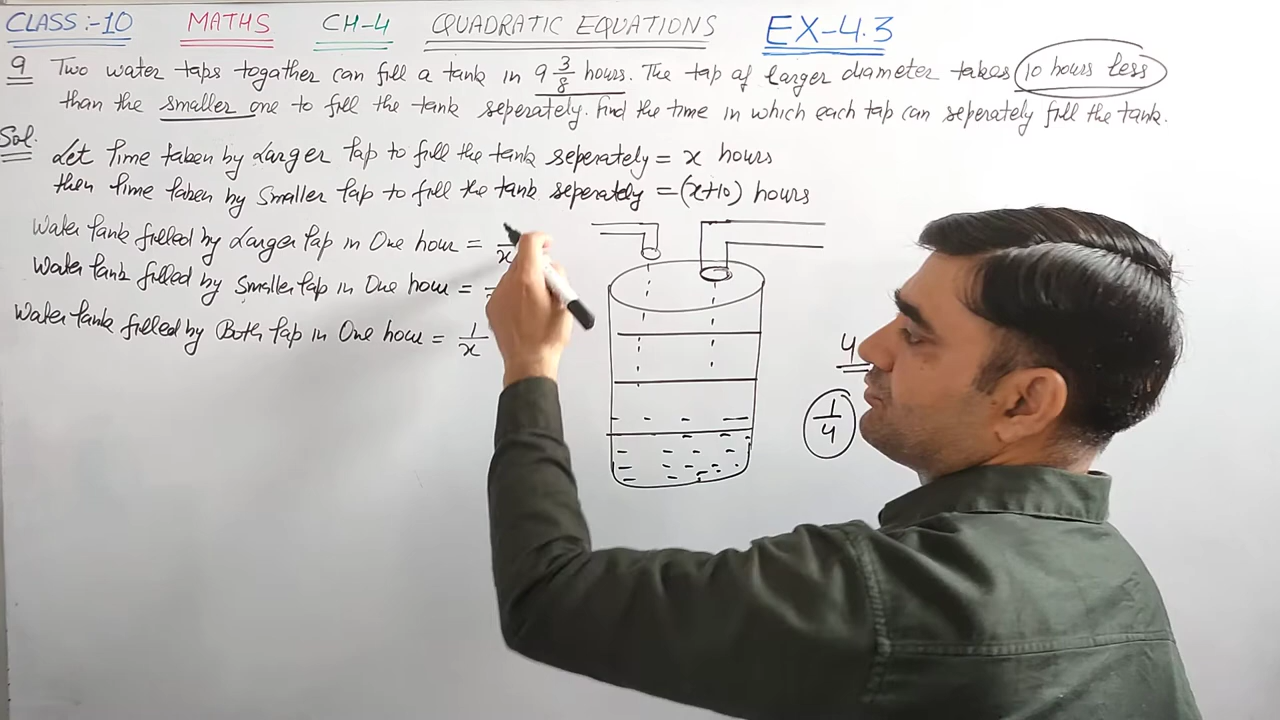 CLASS:-10 MATHS CH-4 QUADRATIC EQUATIONS EX-4.3
9 Two water taps togather can fill a tank in 9 3/8 hours. The tap of larger diameter takes 10 hours less
than the smaller one to fill the tank seperately. Find the time in which each tap can seperately fill the tank.
Sol. Let Time taken by Larger Tap to fill the tank seperately = x hours
then Time taken by Smaller Tap to fill the tank seperately = (x+10) hours
Water Tank filled by Larger Tap in One hour =
Water Tank filled by Smaller Tap in One hour =
Water Tank filled by Both Tap in One hour = 1/x
4
1/4